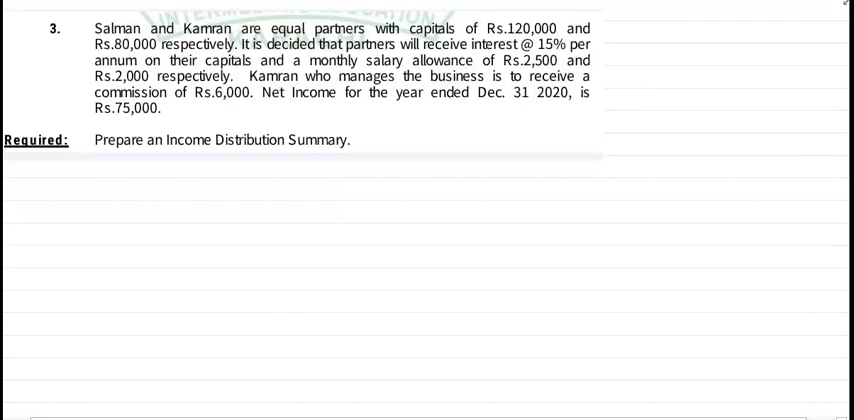 3. Salman and Kamran are equal partners with capitals of Rs.120,000 and
Rs.80,000 respectively. It is decided that partners will receive interest @ 15% per
annum on their capitals and a monthly salary allowance of Rs.2,500 and
Rs.2,000 respectively. Kamran who manages the business is to receive a
commission of Rs.6,000. Net Income for the year ended Dec. 31 2020, is
Rs.75,000.
Required: Prepare an Income Distribution Summary.